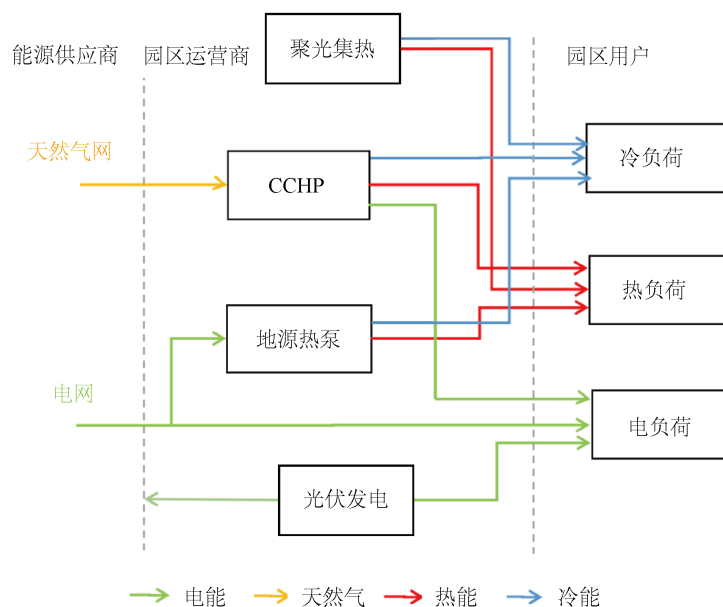 聚光集热
能源供应商
园区运营商
园区用户
天然气网
CCHP
冷负荷
热负荷
地源热泵
电网
电负荷
光伏发电
电能
天然气
热能
冷能